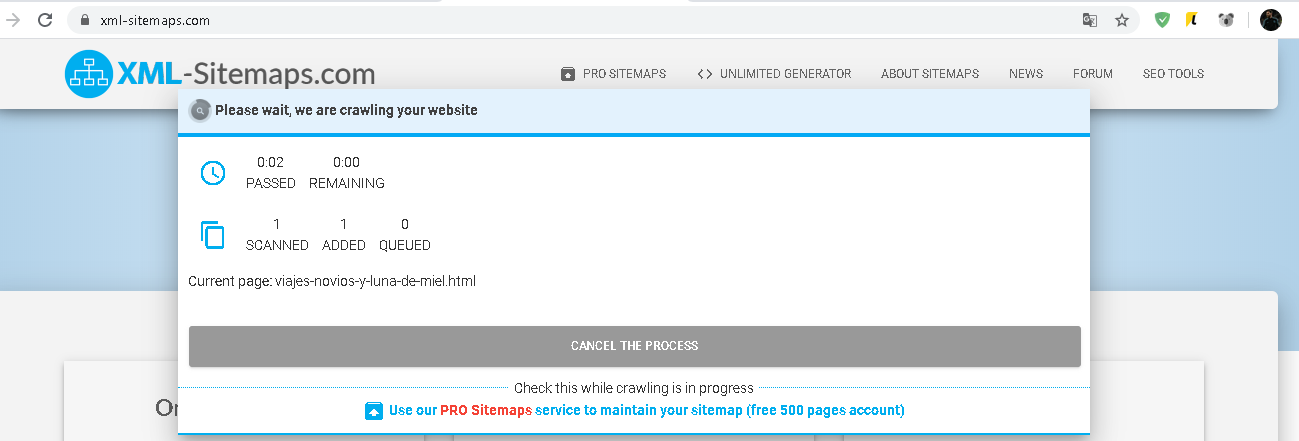 xml-sitemaps.com
XML-Sitemaps.com
PRO SITEMAPS <> UNLIMITED GENERATOR ABOUT SITEMAPS NEWS FORUM SEO TOOLS
Please wait, we are crawling your website
0:02 0:00
PASSED REMAINING
1 1 0
SCANNED ADDED QUEUED
Current page: viajes-novios-y-luna-de-miel.html
CANCEL THE PROCESS
Check this while crawling is in progress
Use our PRO Sitemaps service to maintain your sitemap (free 500 pages account)